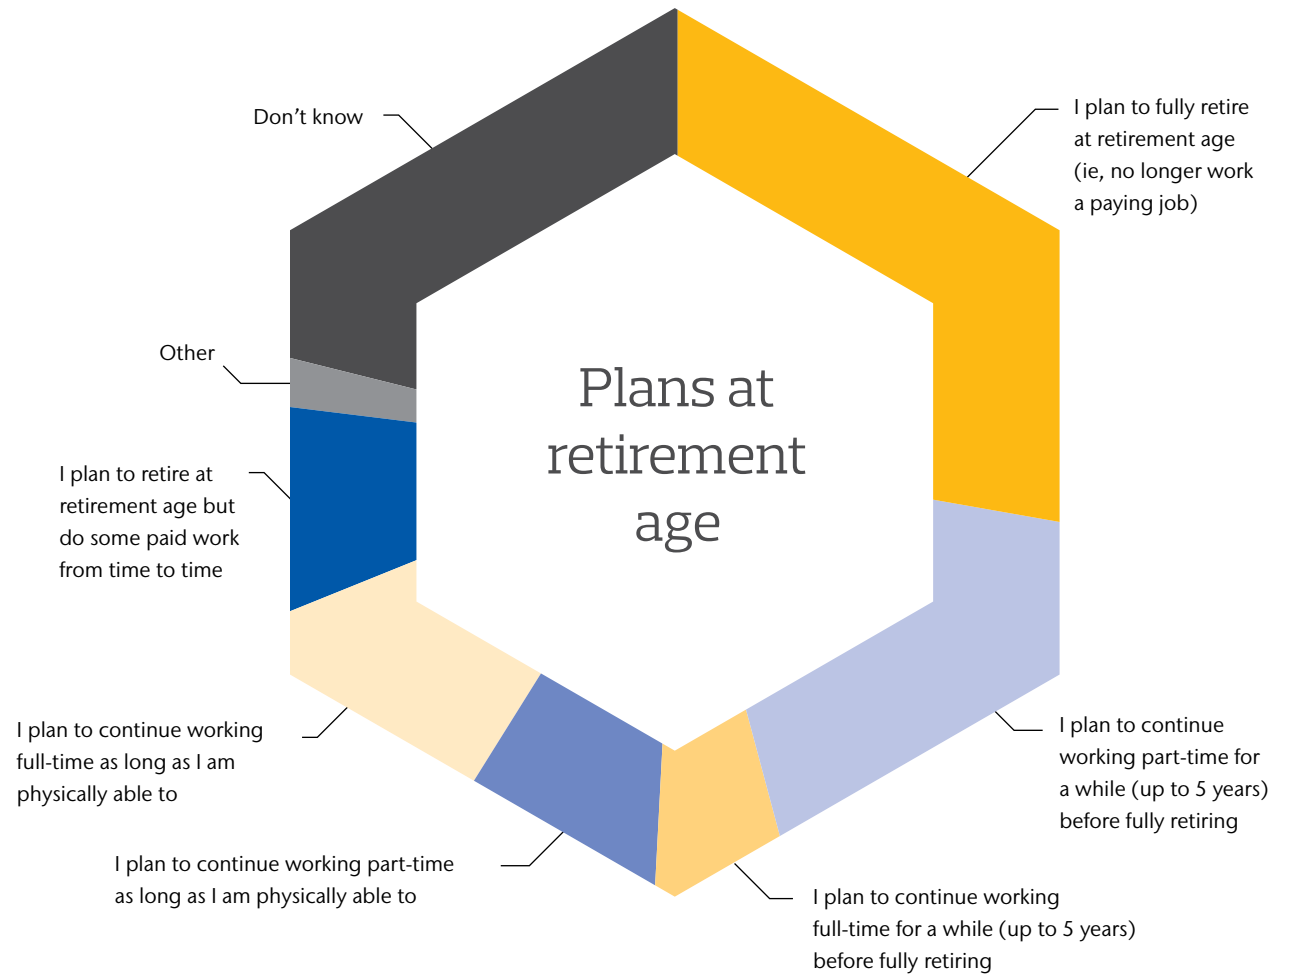 Plans at
retirement
age
I plan to fully retire
at retirement age
(ie, no longer work
a paying job)
I plan to continue
working part-time for
a while (up to 5 years)
before fully retiring
I plan to continue working
full-time for a while (up to 5 years)
before fully retiring
I plan to continue working part-time
as long as I am physically able to
I plan to continue working
full-time as long as I am
physically able to
I plan to retire at
retirement age but
do some paid work
from time to time
Other
Don’t know